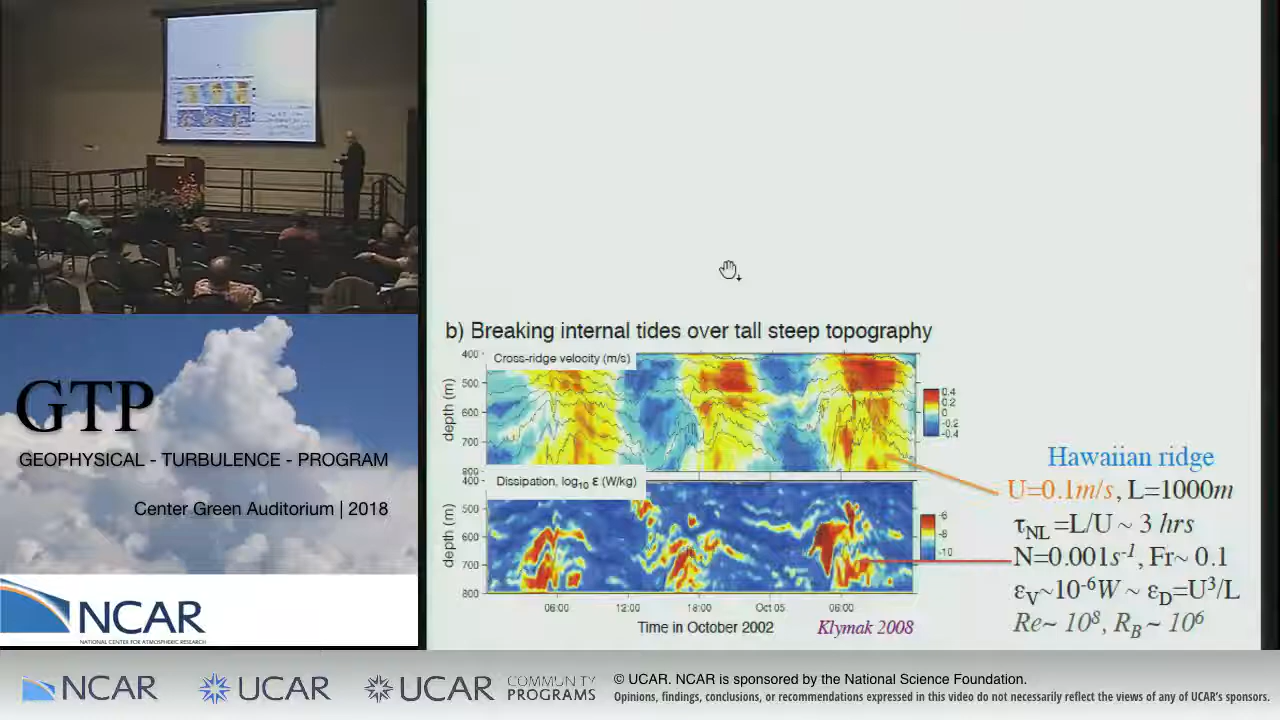 b) Breaking internal tides over tall steep topography
Cross-ridge velocity (m/s)
400
500
600
700
800
depth (m)
0.4
0.2
0
-0.2
-0.4
Dissipation, log10 ε (W/kg)
400
500
600
700
800
depth (m)
-6
-8
-10
06:00 12:00 18:00 Oct 05 06:00
Time in October 2002
Klymak 2008
Hawaiian ridge
U=0.1m/s, L=1000m
τNL =L/U ~ 3 hrs
N=0.001s-1, Fr~ 0.1
εV~10-6W ~ εD=U3/L
Re~ 108, RB ~ 106
GTP
GEOPHYSICAL - TURBULENCE - PROGRAM
Center Green Auditorium | 2018
NCAR
NATIONAL CENTER FOR ATMOSPHERIC RESEARCH
NCAR
UCAR
UCAR
COMMUNITY
PROGRAMS
© UCAR. NCAR is sponsored by the National Science Foundation.
Opinions, findings, conclusions, or recommendations expressed in this video do not necessarily reflect the views of any of UCAR's sponsors.